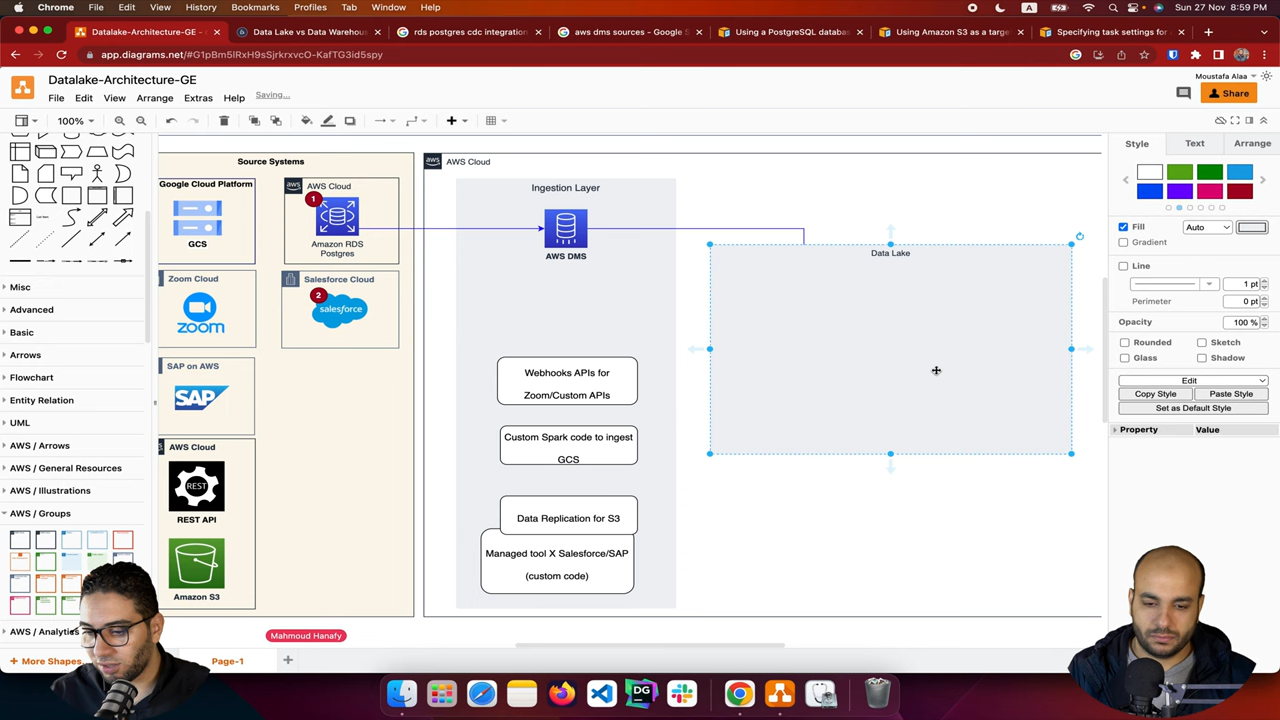 Chrome File Edit View History Bookmarks Profiles Tab Window Help
A
Sun 27 Nov 8:59 PM
Datalake-Architecture-GE -
Data Lake vs Data Warehous
rds postgres cdc integration
aws dms sources - Google S
Using a PostgreSQL databas
Using Amazon S3 as a targe
Specifying task settings for a
app.diagrams.net/#G1pBm5lRxH9sSjrkrxvcO-KafTG3id5spy
Datalake-Architecture-GE
Moustafa Alaa
File Edit View Arrange Extras Help Saving...
Share
100%
Source Systems
Google Cloud Platform
GCS
AWS Cloud
1
Amazon RDS
Postgres
Zoom Cloud
zoom
Salesforce Cloud
2
salesforce
SAP on AWS
SAP
AWS Cloud
REST
REST API
Amazon S3
aws
AWS Cloud
Ingestion Layer
AWS DMS
Webhooks APIs for
Zoom/Custom APIs
Custom Spark code to ingest
GCS
Data Replication for S3
Managed tool X Salesforce/SAP
(custom code)
Data Lake
Misc
Advanced
Basic
Arrows
Flowchart
Entity Relation
UML
AWS / Arrows
AWS / General Resources
AWS / Illustrations
AWS / Groups
AWS / Analytics
More Shapes
Mahmoud Hanafy
Page-1
Style Text Arrange
Fill Auto
Gradient
Line
1 pt
Perimeter 0 pt
Opacity 100 %
Rounded Sketch
Glass Shadow
Edit
Copy Style Paste Style
Set as Default Style
Property Value
DG